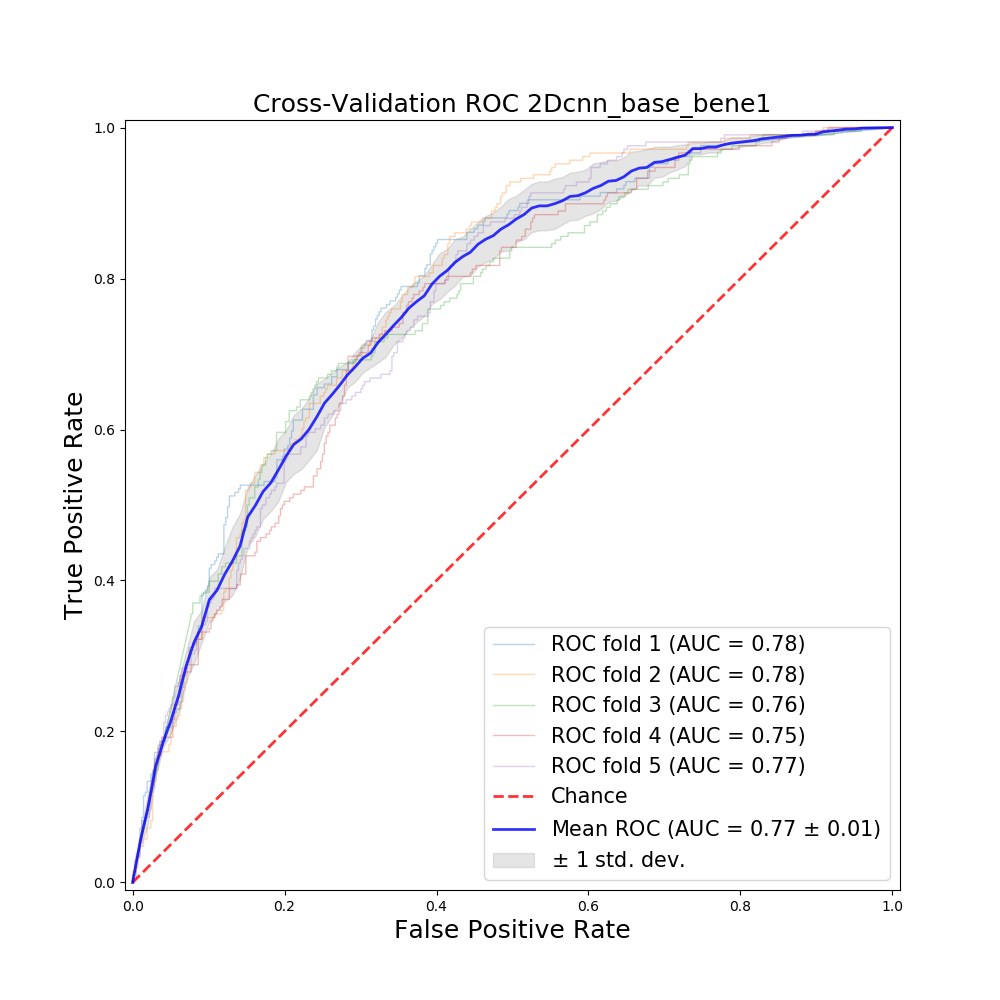 Cross-Validation ROC 2Dcnn_base_bene1
True Positive Rate
1.0
0.8
0.6
0.4
0.2
0.0
0.0 0.2 0.4 0.6 0.8 1.0
False Positive Rate
ROC fold 1 (AUC = 0.78)
ROC fold 2 (AUC = 0.78)
ROC fold 3 (AUC = 0.76)
ROC fold 4 (AUC = 0.75)
ROC fold 5 (AUC = 0.77)
Chance
Mean ROC (AUC = 0.77 ± 0.01)
± 1 std. dev.